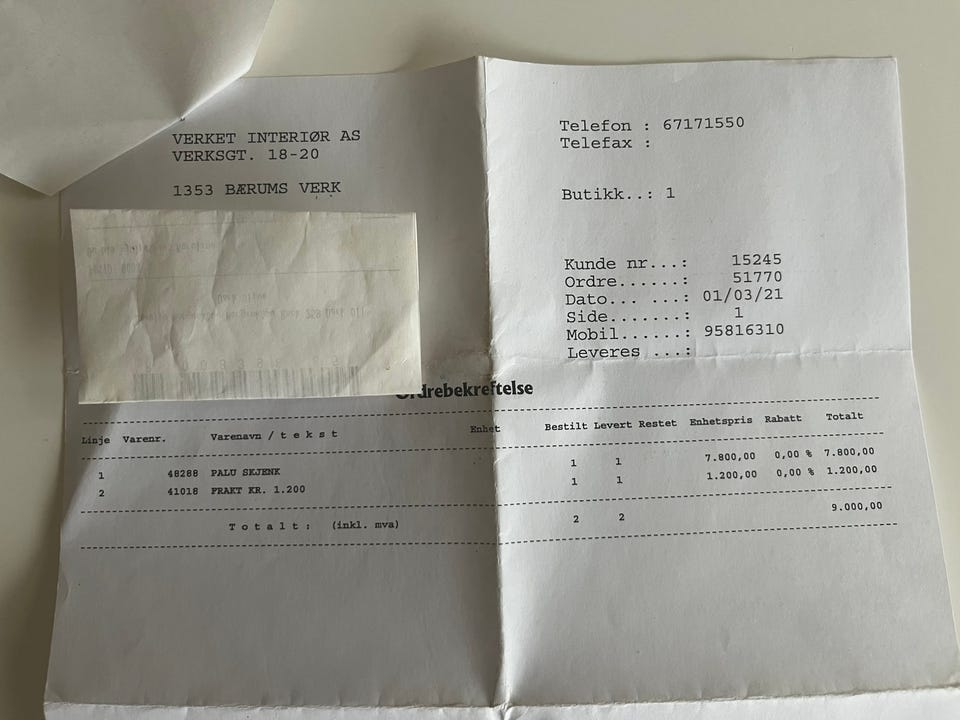 VERKET INTERIØR AS
VERKSGT. 18-20
1353 BÆRUMS VERK
Telefon : 67171550
Telefax :
Butikk..: 1
Kunde nr...: 15245
Ordre......: 51770
Dato... ...: 01/03/21
Side.......: 1
Mobil......: 95816310
Leveres ...:
Ordrebekreftelse
Linje Varenr. Varenavn / tekst Enhet Bestilt Levert Restet Enhetspris Rabatt Totalt
1 48288 PALU SKJENK 1 1 7.800,00 0,00 % 7.800,00
2 41018 FRAKT KR. 1.200 1 1 1.200,00 0,00 % 1.200,00
Totalt: (inkl. mva) 2 2 9.000,00